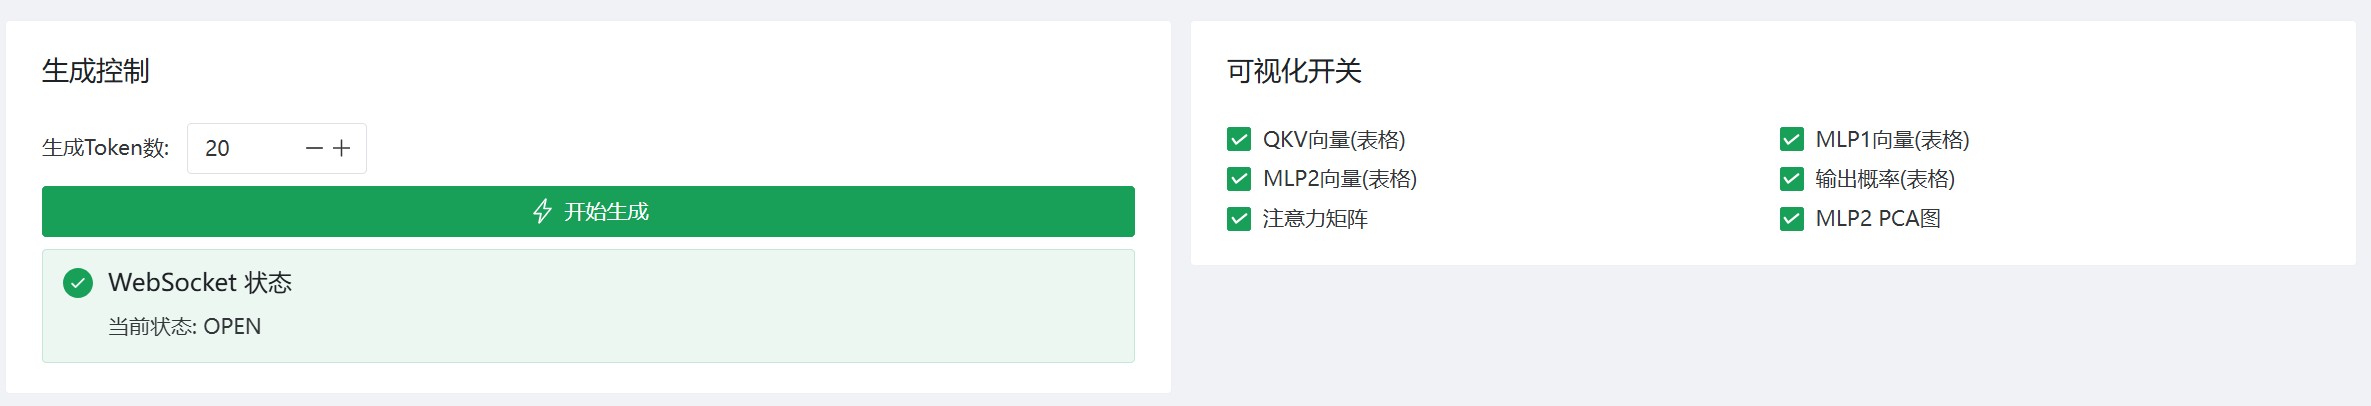 生成控制
生成Token数: 20
开始生成
WebSocket 状态
当前状态: OPEN
可视化开关
QKV向量(表格)
MLP1向量(表格)
MLP2向量(表格)
输出概率(表格)
注意力矩阵
MLP2 PCA图